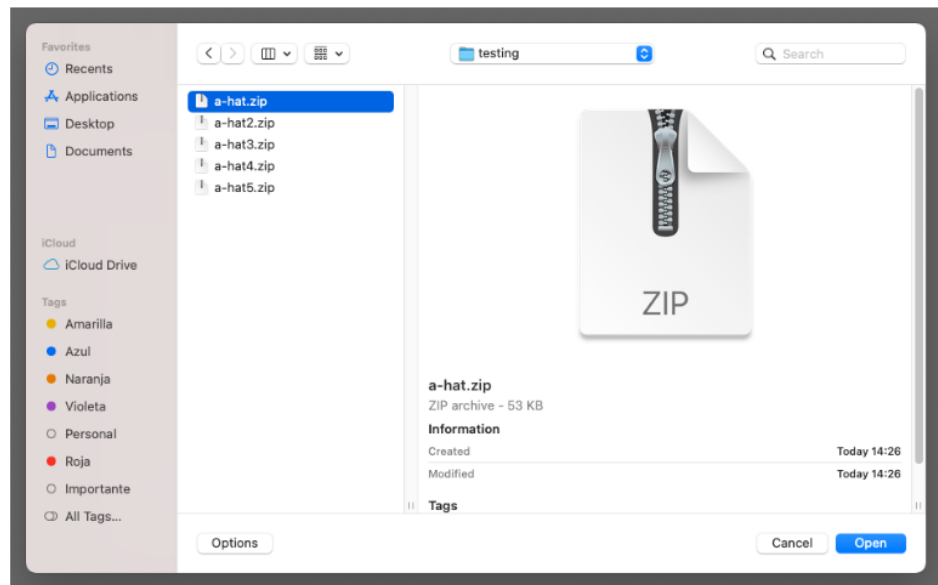 Favorites
Recents
Applications
Desktop
Documents
iCloud
iCloud Drive
Tags
Amarilla
Azul
Naranja
Violeta
Personal
Roja
Importante
All Tags...
testing
Search
a-hat.zip
a-hat2.zip
a-hat3.zip
a-hat4.zip
a-hat5.zip
ZIP
a-hat.zip
ZIP archive - 53 KB
Information
Created Today 14:26
Modified Today 14:26
Tags
Options
Cancel Open